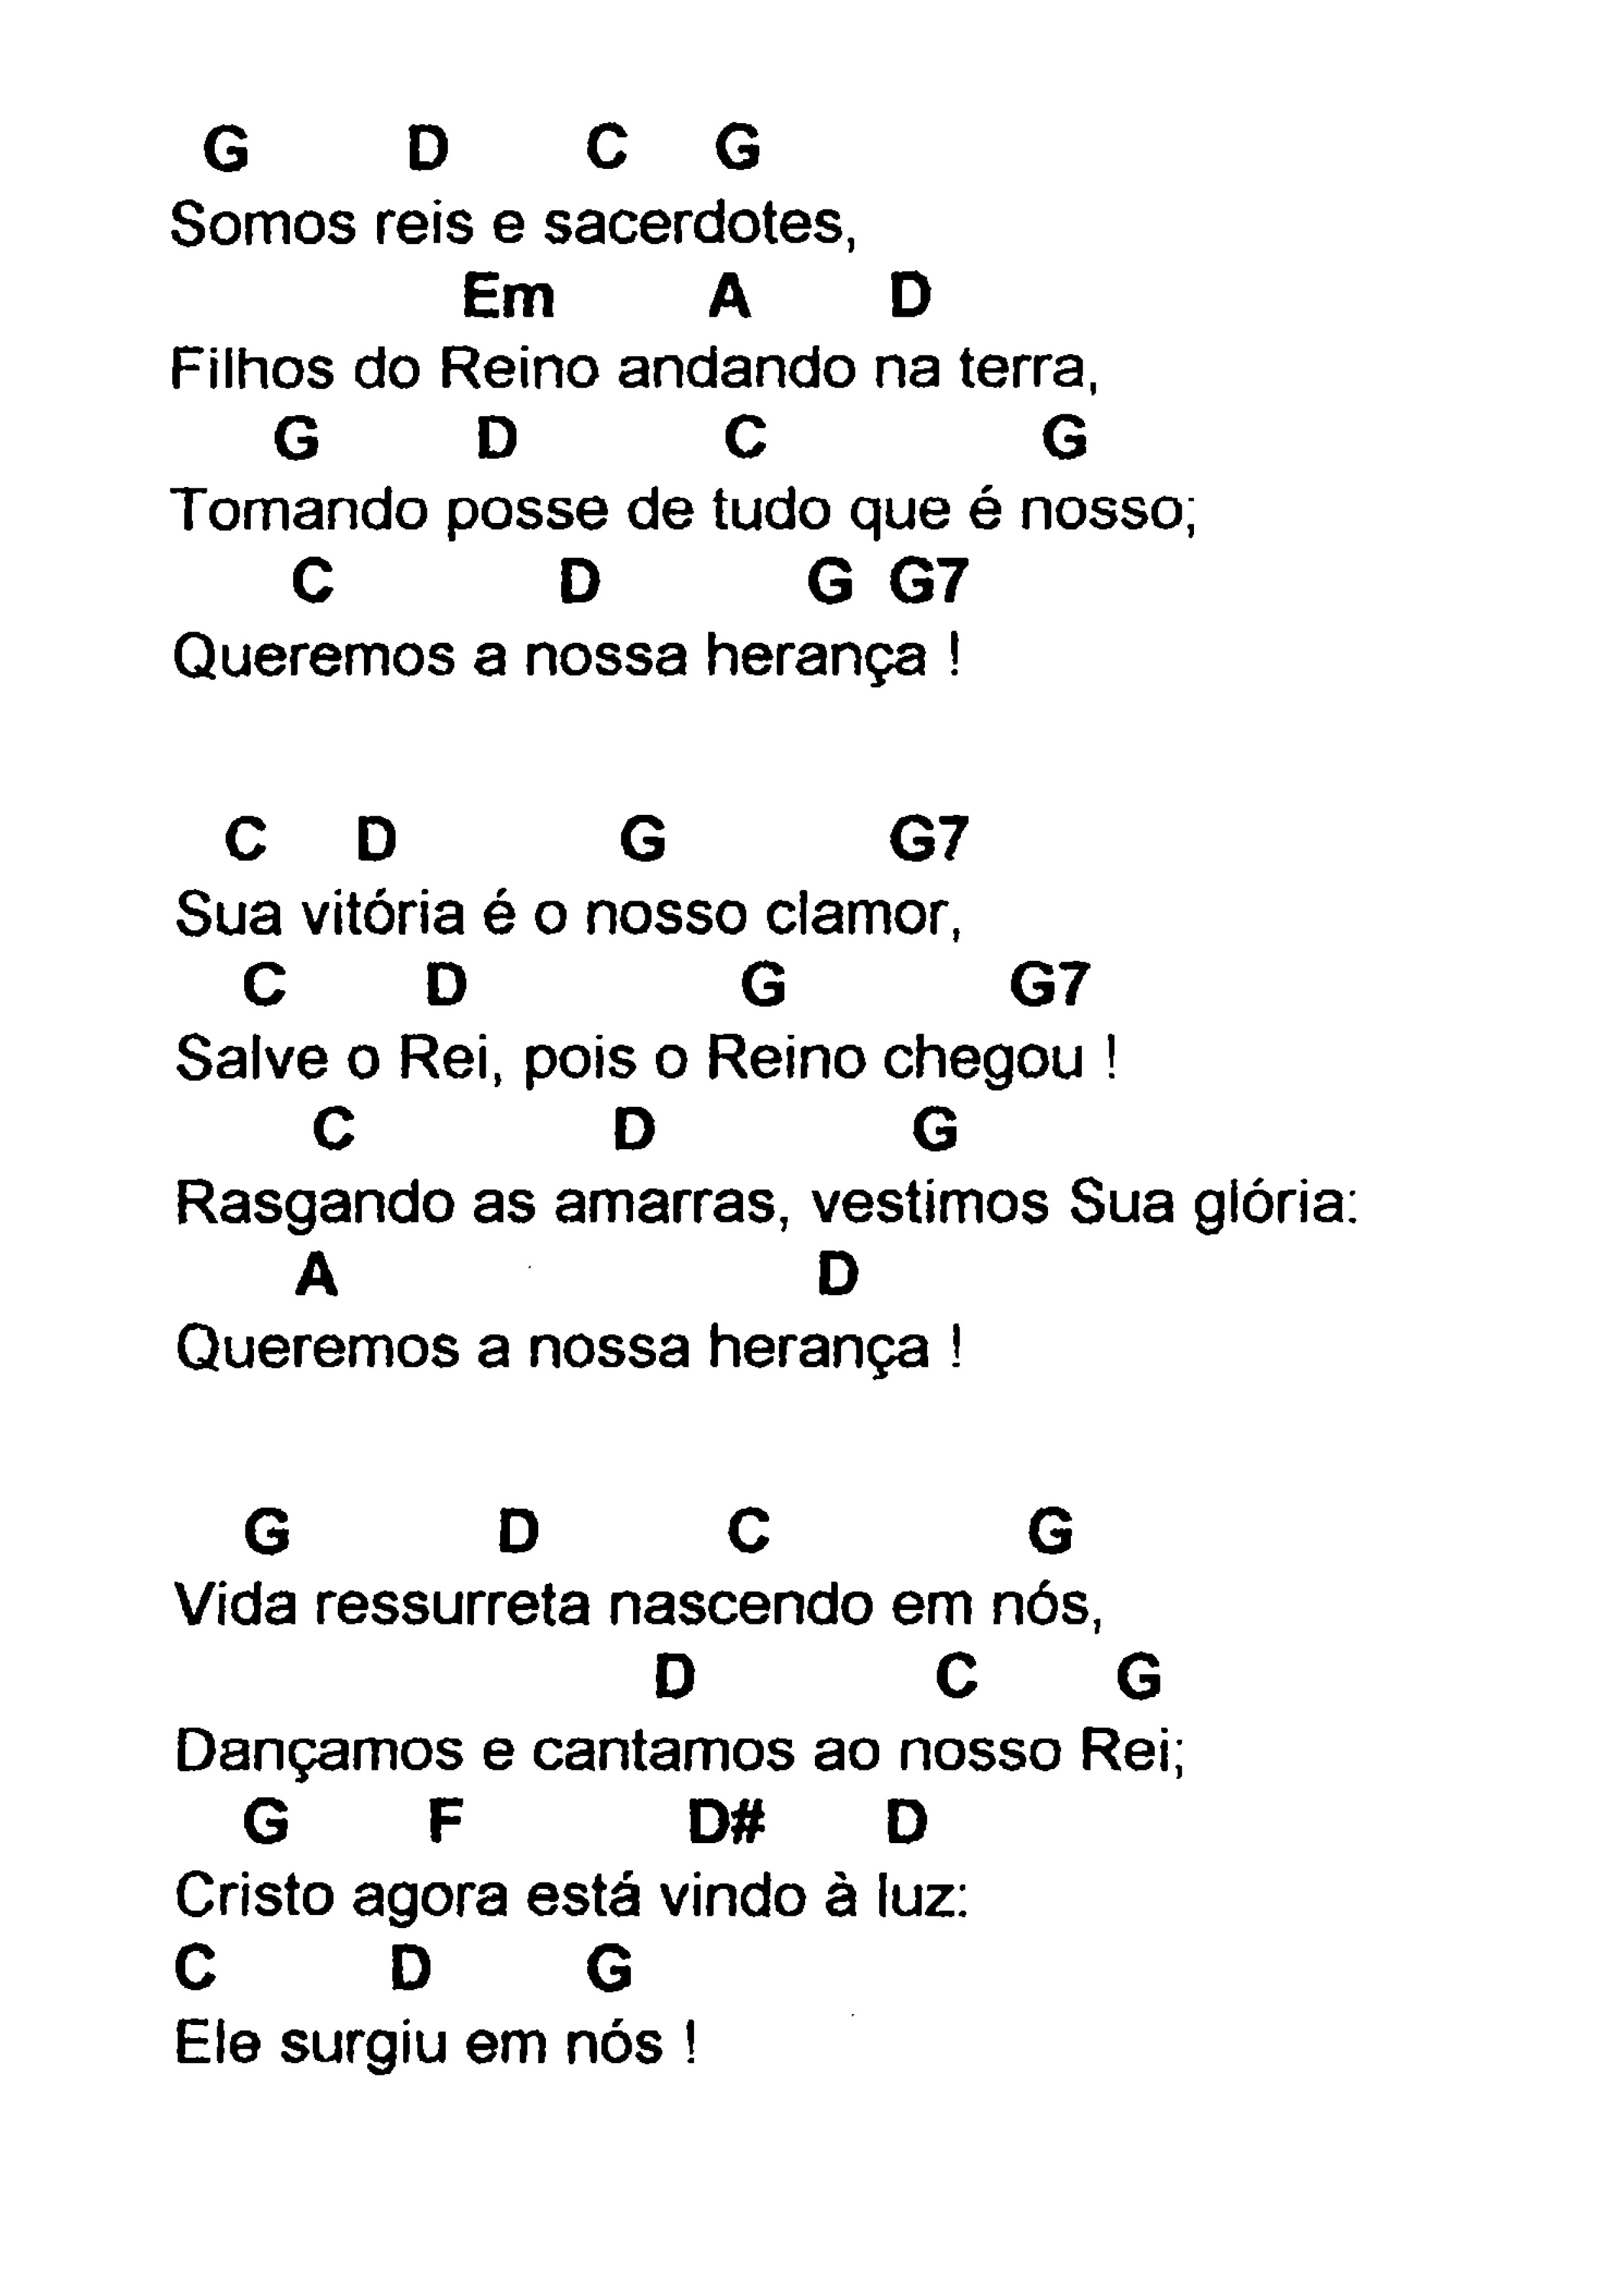 G D C G
Somos reis e sacerdotes,
Em A D
Filhos do Reino andando na terra,
G D C G
Tomando posse de tudo que é nosso;
C D G G7
Queremos a nossa herança !
C D G G7
Sua vitória é o nosso clamor,
C D G G7
Salve o Rei, pois o Reino chegou !
C D G
Rasgando as amarras, vestimos Sua glória:
A D
Queremos a nossa herança !
G D C G
Vida ressurreta nascendo em nós,
D C G
Dançamos e cantamos ao nosso Rei;
G F D# D
Cristo agora está vindo à luz:
C D G
Ele surgiu em nós !